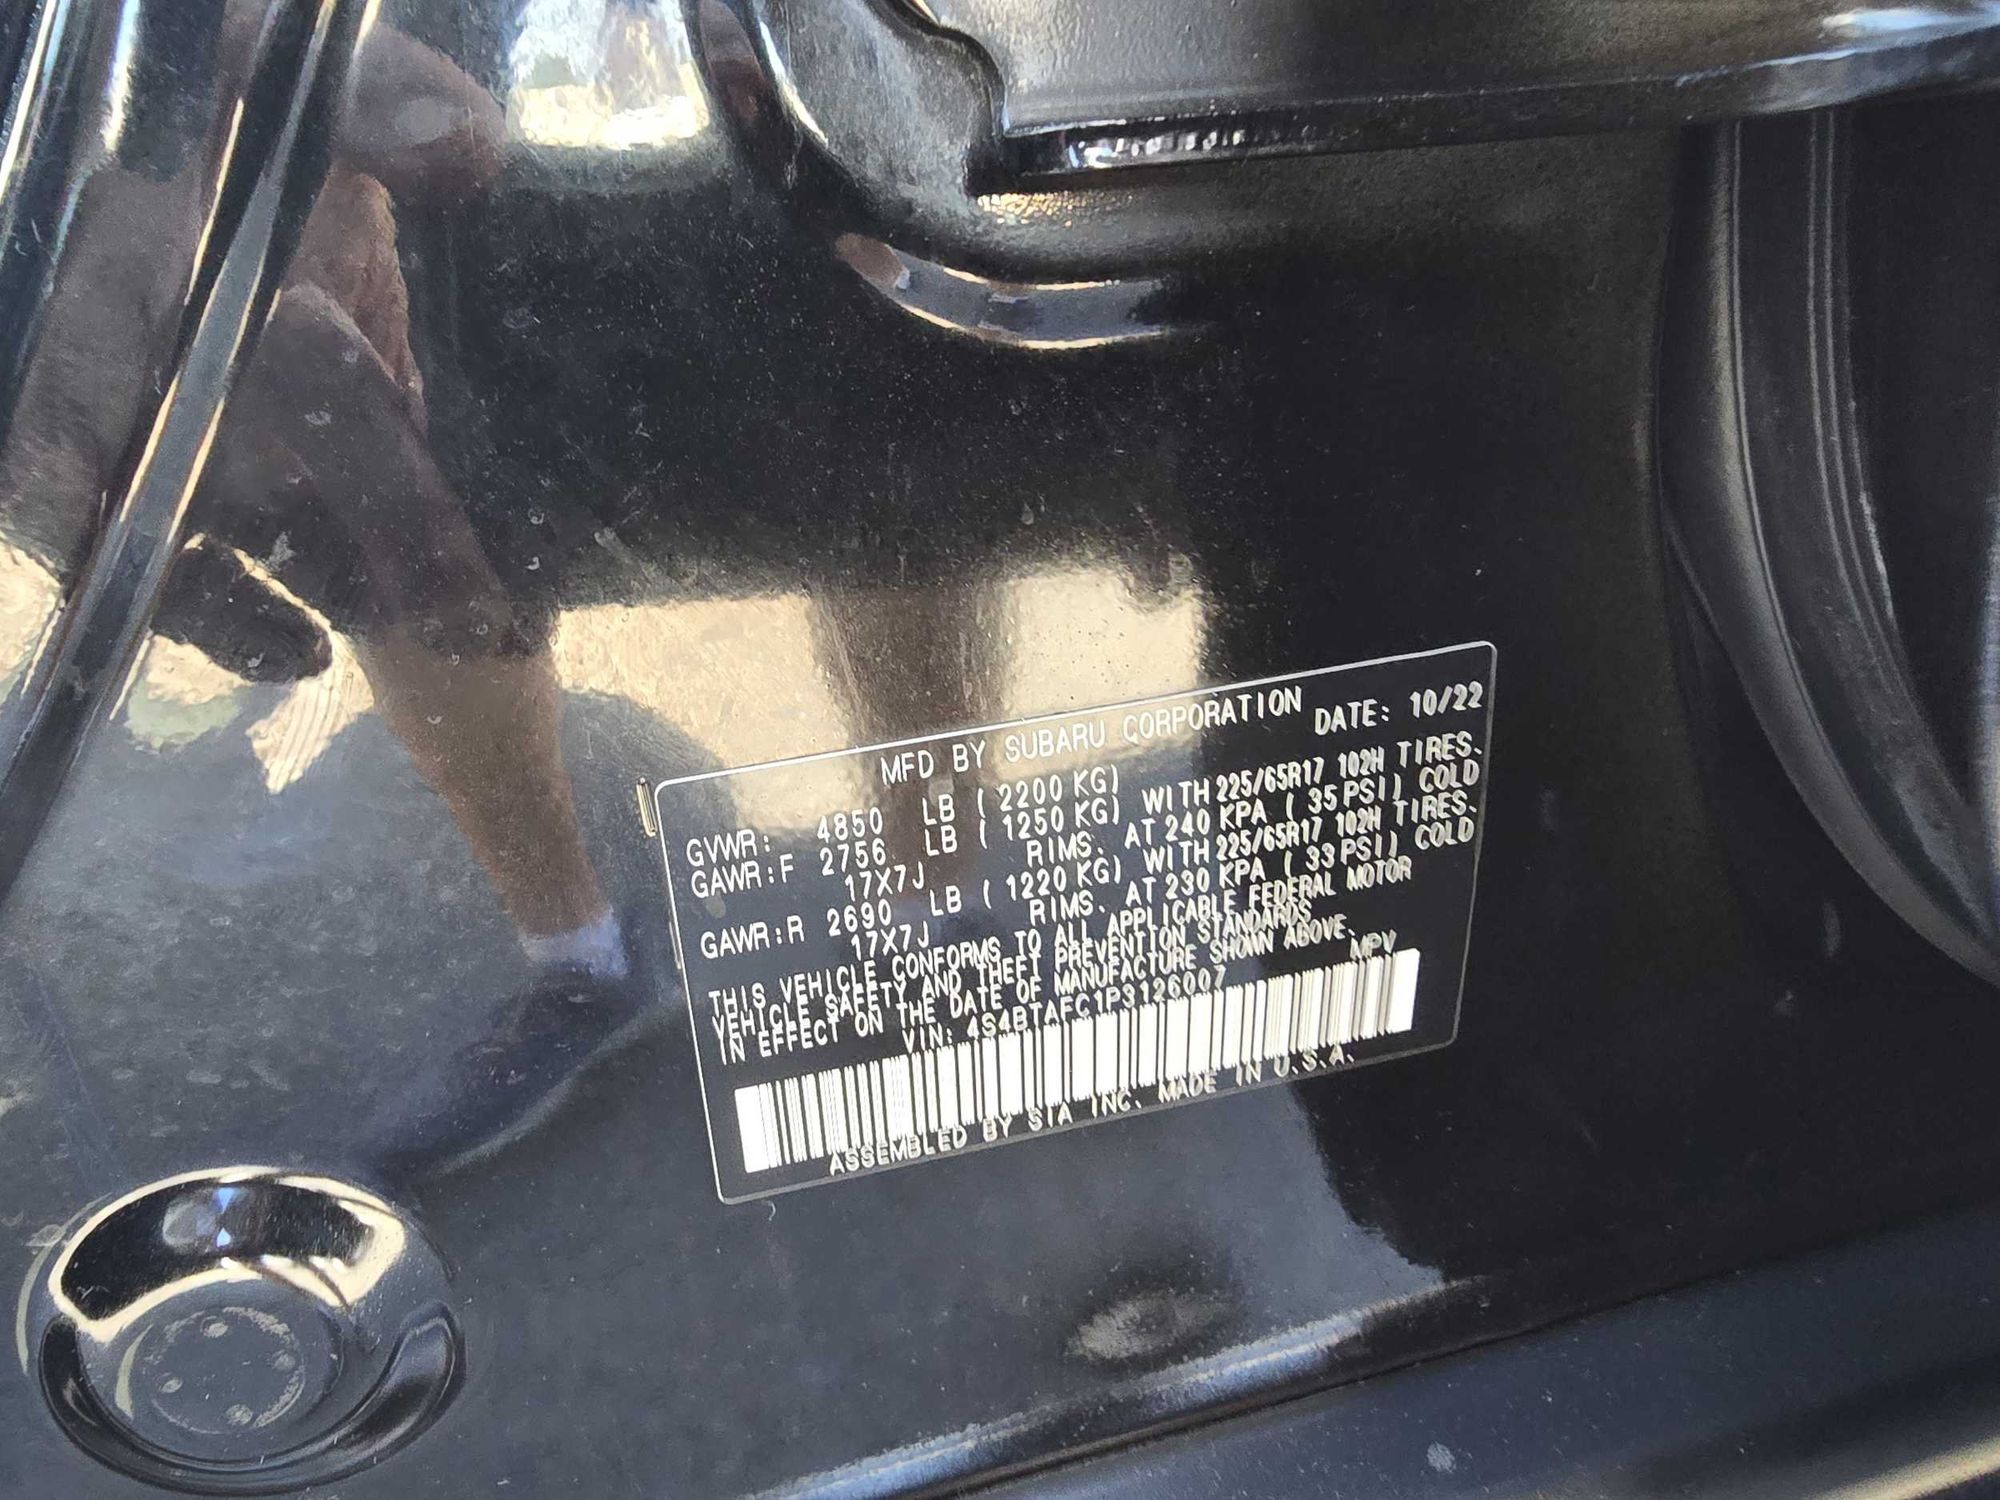 MFD BY SUBARU CORPORATION
DATE: 10/22
GVWR: 4850 LB ( 2200 KG)
GAWR:F 2756 LB ( 1250 KG) WITH 225/65R17 102H TIRES.
17X7J RIMS. AT 240 KPA ( 35 PSI) COLD
GAWR:R 2690 LB ( 1220 KG) WITH 225/65R17 102H TIRES.
17X7J RIMS. AT 230 KPA ( 33 PSI) COLD
THIS VEHICLE CONFORMS TO ALL APPLICABLE FEDERAL MOTOR
VEHICLE SAFETY AND THEFT PREVENTION STANDARDS
IN EFFECT ON THE DATE OF MANUFACTURE SHOWN ABOVE.
VIN: 4S4BTAFC1P3126007 MPV
ASSEMBLED BY SIA INC. MADE IN U.S.A.